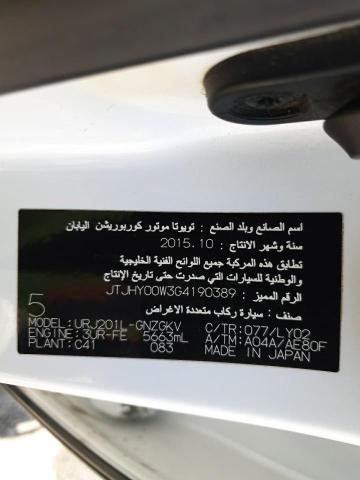 اسم الصانع وبلد الصنع : تويوتا موتور كوربوريشن اليابان
سنة وشهر الانتاج : 2015.10
تطابق هذه المركبة جميع اللوائح الفنية الخليجية
والوطنية للسيارات التي صدرت حتى تاريخ الإنتاج
الرقم المميز : JTJHY00W3G4190389
صنف : سيارة ركاب متعددة الاغراض
5
MODEL:URJ201L-GNZGKV C/TR:077/LY02
ENGINE:3UR-FE 5663mL A/TM:A04A/AE80F
PLANT:C41 083 MADE IN JAPAN